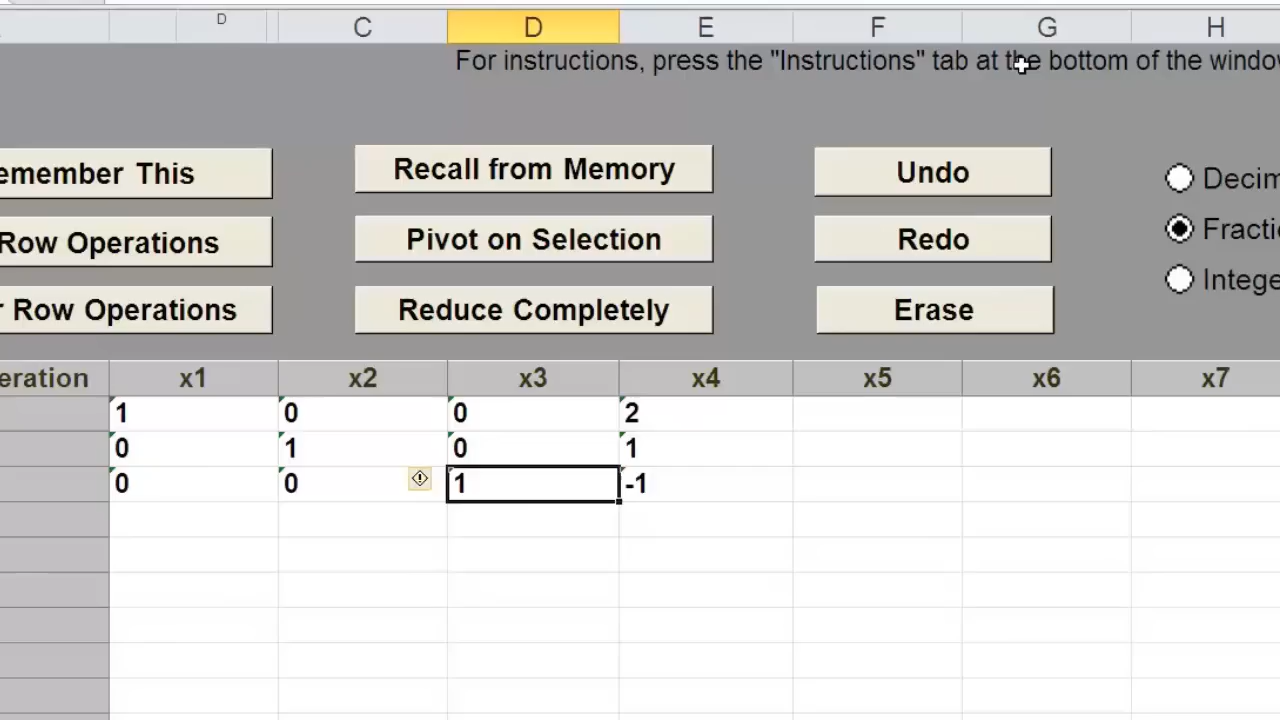 D
C D E F G H
For instructions, press the "Instructions" tab at the bottom of the window
emember This Recall from Memory Undo Decim
Row Operations Pivot on Selection Redo Fracti
r Row Operations Reduce Completely Erase Intege
eration x1 x2 x3 x4 x5 x6 x7
1 0 0 2
0 1 0 1
0 0 1 -1